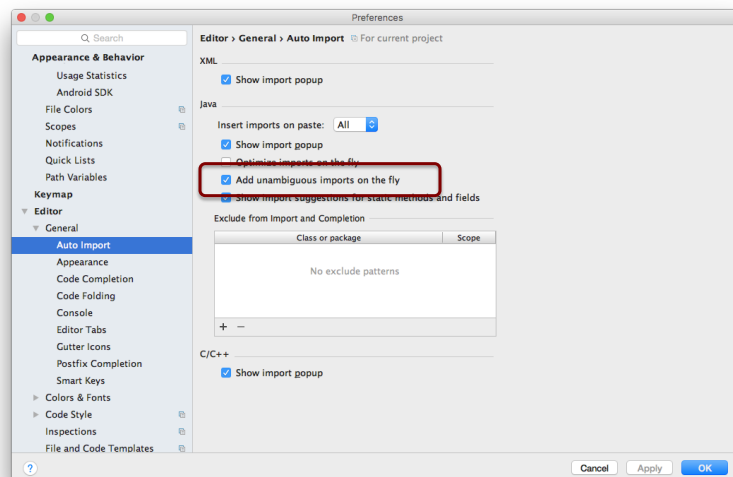 Preferences
Search
Editor > General > Auto Import For current project
Appearance & Behavior
Usage Statistics
Android SDK
File Colors
Scopes
Notifications
Quick Lists
Path Variables
Keymap
Editor
General
Auto Import
Appearance
Code Completion
Code Folding
Console
Editor Tabs
Gutter Icons
Postfix Completion
Smart Keys
Colors & Fonts
Code Style
Inspections
File and Code Templates
XML
Show import popup
Java
Insert imports on paste: All
Show import popup
Optimize imports on the fly
Add unambiguous imports on the fly
Show import suggestions for static methods and fields
Exclude from Import and Completion
Class or package Scope
No exclude patterns
+ −
C/C++
Show import popup
? Cancel Apply OK